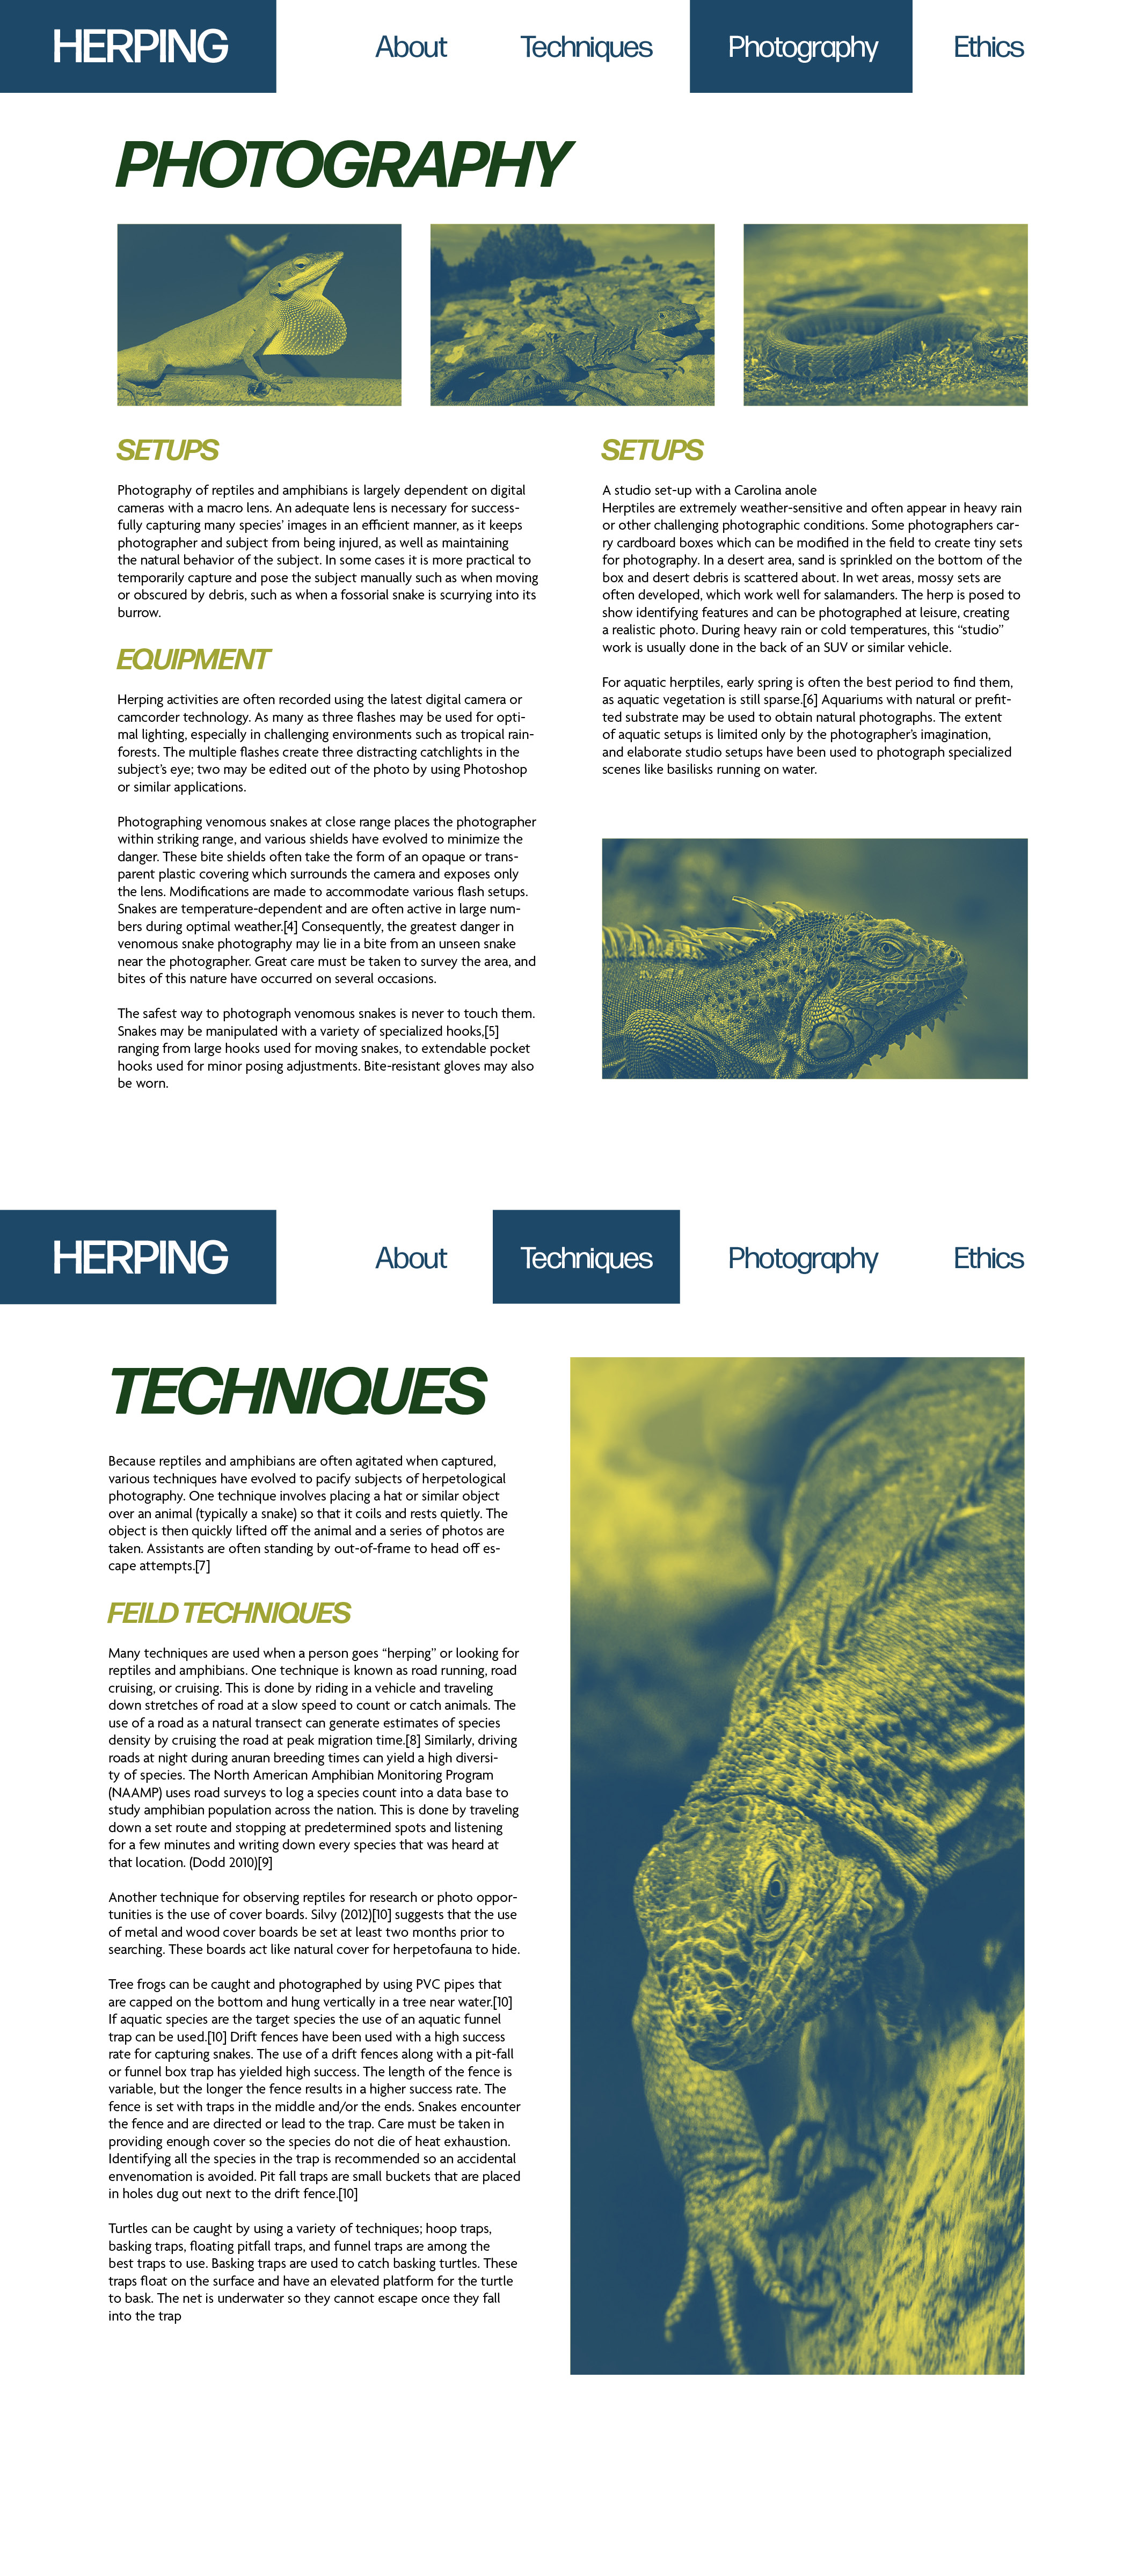 HERPING
About
Techniques
Photography
Ethics
PHOTOGRAPHY
SETUPS
Photography of reptiles and amphibians is largely dependent on digital
cameras with a macro lens. An adequate lens is necessary for success-
fully capturing many species’ images in an efficient manner, as it keeps
photographer and subject from being injured, as well as maintaining
the natural behavior of the subject. In some cases it is more practical to
temporarily capture and pose the subject manually such as when moving
or obscured by debris, such as when a fossorial snake is scurrying into its
burrow.
EQUIPMENT
Herping activities are often recorded using the latest digital camera or
camcorder technology. As many as three flashes may be used for opti-
mal lighting, especially in challenging environments such as tropical rain-
forests. The multiple flashes create three distracting catchlights in the
subject’s eye; two may be edited out of the photo by using Photoshop
or similar applications.
Photographing venomous snakes at close range places the photographer
within striking range, and various shields have evolved to minimize the
danger. These bite shields often take the form of an opaque or trans-
parent plastic covering which surrounds the camera and exposes only
the lens. Modifications are made to accommodate various flash setups.
Snakes are temperature-dependent and are often active in large num-
bers during optimal weather.[4] Consequently, the greatest danger in
venomous snake photography may lie in a bite from an unseen snake
near the photographer. Great care must be taken to survey the area, and
bites of this nature have occurred on several occasions.
The safest way to photograph venomous snakes is never to touch them.
Snakes may be manipulated with a variety of specialized hooks,[5]
ranging from large hooks used for moving snakes, to extendable pocket
hooks used for minor posing adjustments. Bite-resistant gloves may also
be worn.
SETUPS
A studio set-up with a Carolina anole
Herptiles are extremely weather-sensitive and often appear in heavy rain
or other challenging photographic conditions. Some photographers car-
ry cardboard boxes which can be modified in the field to create tiny sets
for photography. In a desert area, sand is sprinkled on the bottom of the
box and desert debris is scattered about. In wet areas, mossy sets are
often developed, which work well for salamanders. The herp is posed to
show identifying features and can be photographed at leisure, creating
a realistic photo. During heavy rain or cold temperatures, this “studio”
work is usually done in the back of an SUV or similar vehicle.
For aquatic herptiles, early spring is often the best period to find them,
as aquatic vegetation is still sparse.[6] Aquariums with natural or prefit-
ted substrate may be used to obtain natural photographs. The extent
of aquatic setups is limited only by the photographer’s imagination,
and elaborate studio setups have been used to photograph specialized
scenes like basilisks running on water.
HERPING
About
Techniques
Photography
Ethics
TECHNIQUES
Because reptiles and amphibians are often agitated when captured,
various techniques have evolved to pacify subjects of herpetological
photography. One technique involves placing a hat or similar object
over an animal (typically a snake) so that it coils and rests quietly. The
object is then quickly lifted off the animal and a series of photos are
taken. Assistants are often standing by out-of-frame to head off es-
cape attempts.[7]
FEILD TECHNIQUES
Many techniques are used when a person goes “herping” or looking for
reptiles and amphibians. One technique is known as road running, road
cruising, or cruising. This is done by riding in a vehicle and traveling
down stretches of road at a slow speed to count or catch animals. The
use of a road as a natural transect can generate estimates of species
density by cruising the road at peak migration time.[8] Similarly, driving
roads at night during anuran breeding times can yield a high diversi-
ty of species. The North American Amphibian Monitoring Program
(NAAMP) uses road surveys to log a species count into a data base to
study amphibian population across the nation. This is done by traveling
down a set route and stopping at predetermined spots and listening
for a few minutes and writing down every species that was heard at
that location. (Dodd 2010)[9]
Another technique for observing reptiles for research or photo oppor-
tunities is the use of cover boards. Silvy (2012)[10] suggests that the use
of metal and wood cover boards be set at least two months prior to
searching. These boards act like natural cover for herpetofauna to hide.
Tree frogs can be caught and photographed by using PVC pipes that
are capped on the bottom and hung vertically in a tree near water.[10]
If aquatic species are the target species the use of an aquatic funnel
trap can be used.[10] Drift fences have been used with a high success
rate for capturing snakes. The use of a drift fences along with a pit-fall
or funnel box trap has yielded high success. The length of the fence is
variable, but the longer the fence results in a higher success rate. The
fence is set with traps in the middle and/or the ends. Snakes encounter
the fence and are directed or lead to the trap. Care must be taken in
providing enough cover so the species do not die of heat exhaustion.
Identifying all the species in the trap is recommended so an accidental
envenomation is avoided. Pit fall traps are small buckets that are placed
in holes dug out next to the drift fence.[10]
Turtles can be caught by using a variety of techniques; hoop traps,
basking traps, floating pitfall traps, and funnel traps are among the
best traps to use. Basking traps are used to catch basking turtles. These
traps float on the surface and have an elevated platform for the turtle
to bask. The net is underwater so they cannot escape once they fall
into the trap